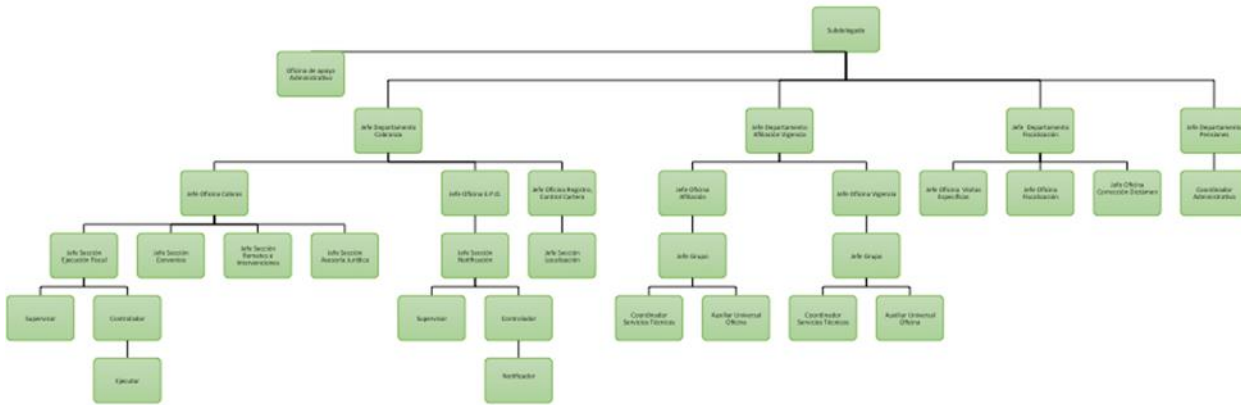 Subdelegado
Oficina de apoyo
Administrativo
Jefe Departamento
Cobranza
Jefe Departamento
Afiliación Vigencia
Jefe Departamento
Fiscalización
Jefe Departamento
Pensiones
Jefe Oficina Cobros
Jefe Oficina E.P.O.
Jefe Oficina Registro,
Control Cartera
Jefe Oficina
Afiliación
Jefe Oficina Vigencia
Jefe Oficina Visitas
Específicas
Jefe Oficina
Fiscalización
Jefe Oficina
Corrección Dictámen
Coordinador
Administrativo
Jefe Sección
Ejecución Fiscal
Jefe Sección
Convenios
Jefe Sección
Remates e
Intervenciones
Jefe Sección
Asesoría Jurídica
Jefe Sección
Notificación
Jefe Sección
Localización
Jefe Grupo
Jefe Grupo
Supervisor
Controlador
Supervisor
Controlador
Coordinador
Servicios Técnicos
Auxiliar Universal
Oficina
Coordinador
Servicios Técnicos
Auxiliar Universal
Oficina
Ejecutor
Notificador